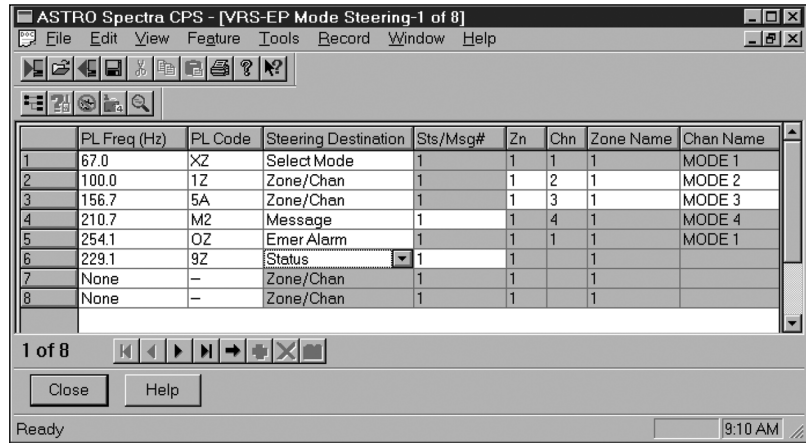 ASTRO Spectra CPS - [VRS-EP Mode Steering-1 of 8]
File Edit View Feature Tools Record Window Help
PL Freq (Hz) PL Code Steering Destination Sts/Msg# Zn Chn Zone Name Chan Name
1 67.0 XZ Select Mode 1 1 1 1 MODE 1
2 100.0 1Z Zone/Chan 1 1 2 1 MODE 2
3 156.7 5A Zone/Chan 1 1 3 1 MODE 3
4 210.7 M2 Message 1 1 4 1 MODE 4
5 254.1 OZ Emer Alarm 1 1 1 1 MODE 1
6 229.1 9Z Status 1 1 1
7 None – Zone/Chan 1 1 1
8 None – Zone/Chan 1 1 1
1 of 8
Close Help
Ready 9:10 AM